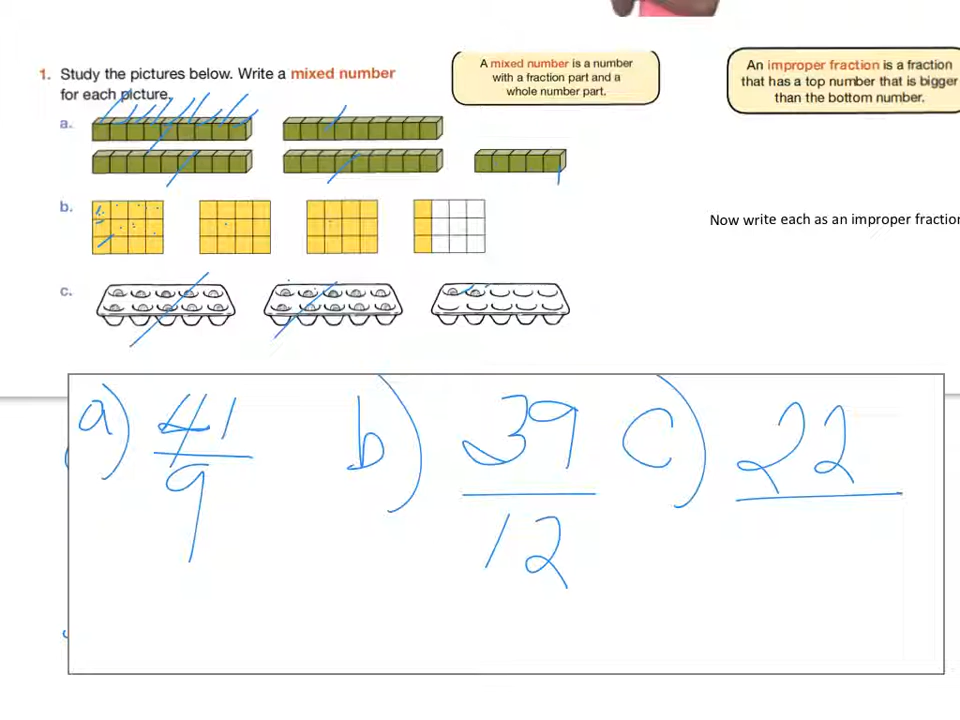 1. Study the pictures below. Write a mixed number
for each picture.
A mixed number is a number
with a fraction part and a
whole number part.
An improper fraction is a fraction
that has a top number that is bigger
than the bottom number.
a.
b.
Now write each as an improper fraction
c.
a) 41 b) 39 c) 22
9 12